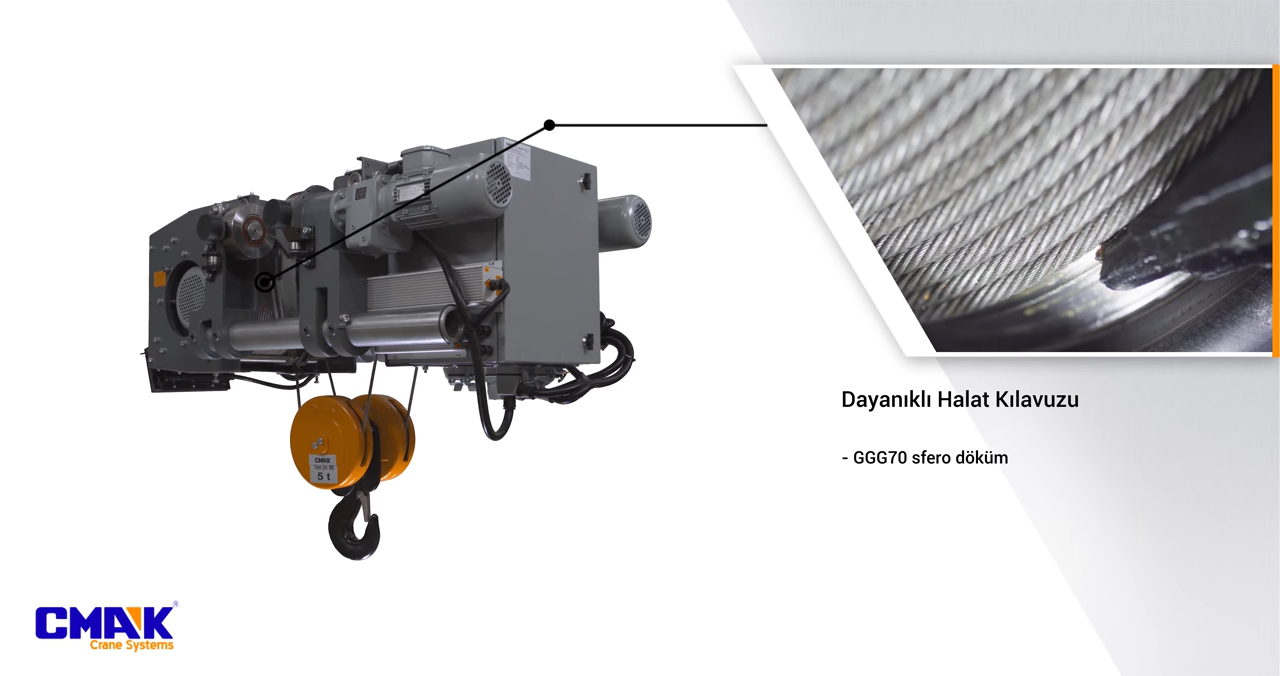 Dayanıklı Halat Kılavuzu
- GGG70 sfero döküm
CMAK
5 t
CMAK®
Crane Systems